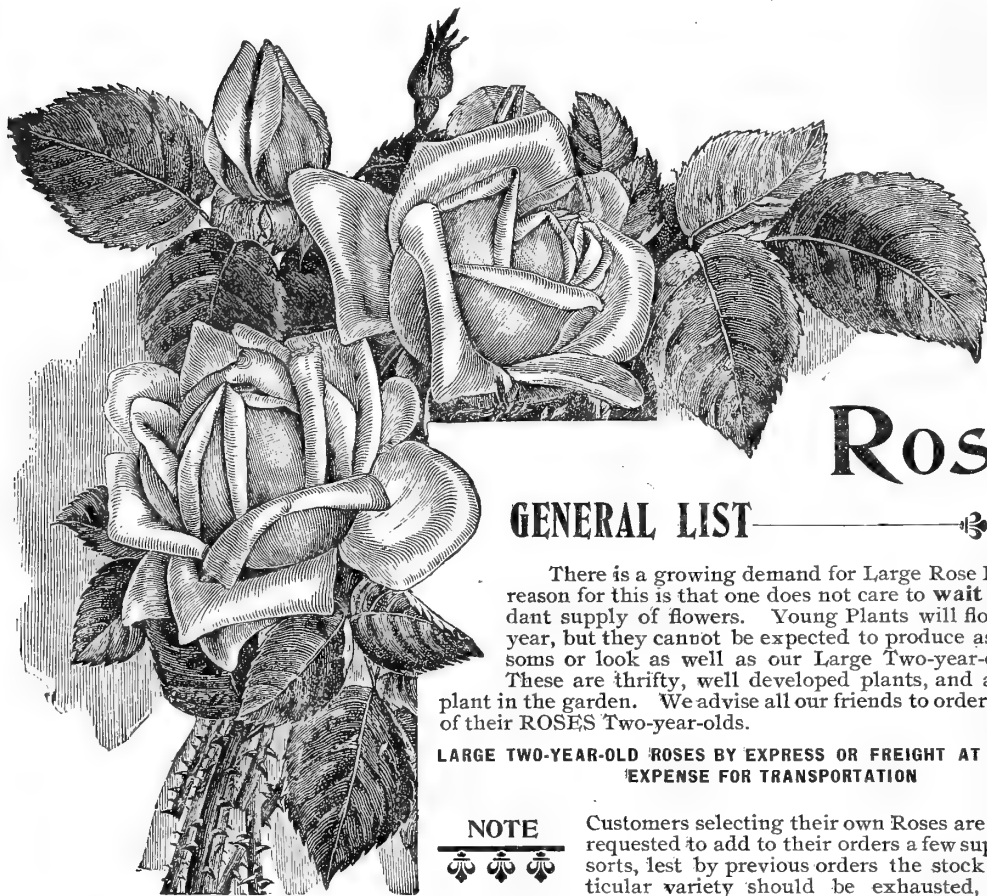 Ros
GENERAL LIST
There is a growing demand for Large Rose
reason for this is that one does not care to wait
dant supply of flowers. Young Plants will flo
year, but they cannot be expected to produce as
soms or look as well as our Large Two-year-
These are thrifty, well developed plants, and a
plant in the garden. We advise all our friends to order
of their ROSES Two-year-olds.
LARGE TWO-YEAR-OLD ROSES BY EXPRESS OR FREIGHT AT
EXPENSE FOR TRANSPORTATION
NOTE
Customers selecting their own Roses are
requested to add to their orders a few sup
sorts, lest by previous orders the stock
ticular variety should be exhausted,